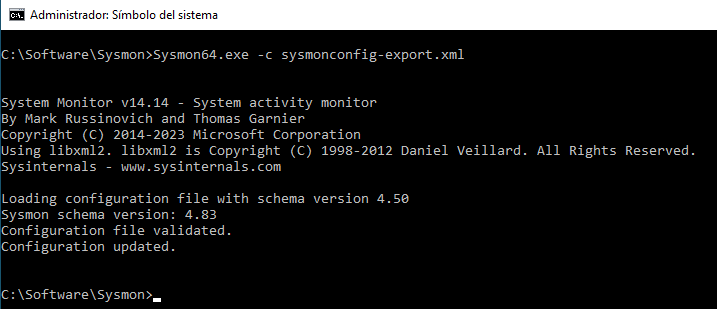 Administrador: Símbolo del sistema
C:\Software\Sysmon>Sysmon64.exe -c sysmonconfig-export.xml
System Monitor v14.14 - System activity monitor
By Mark Russinovich and Thomas Garnier
Copyright (C) 2014-2023 Microsoft Corporation
Using libxml2. libxml2 is Copyright (C) 1998-2012 Daniel Veillard. All Rights Reserved.
Sysinternals - www.sysinternals.com
Loading configuration file with schema version 4.50
Sysmon schema version: 4.83
Configuration file validated.
Configuration updated.
C:\Software\Sysmon>